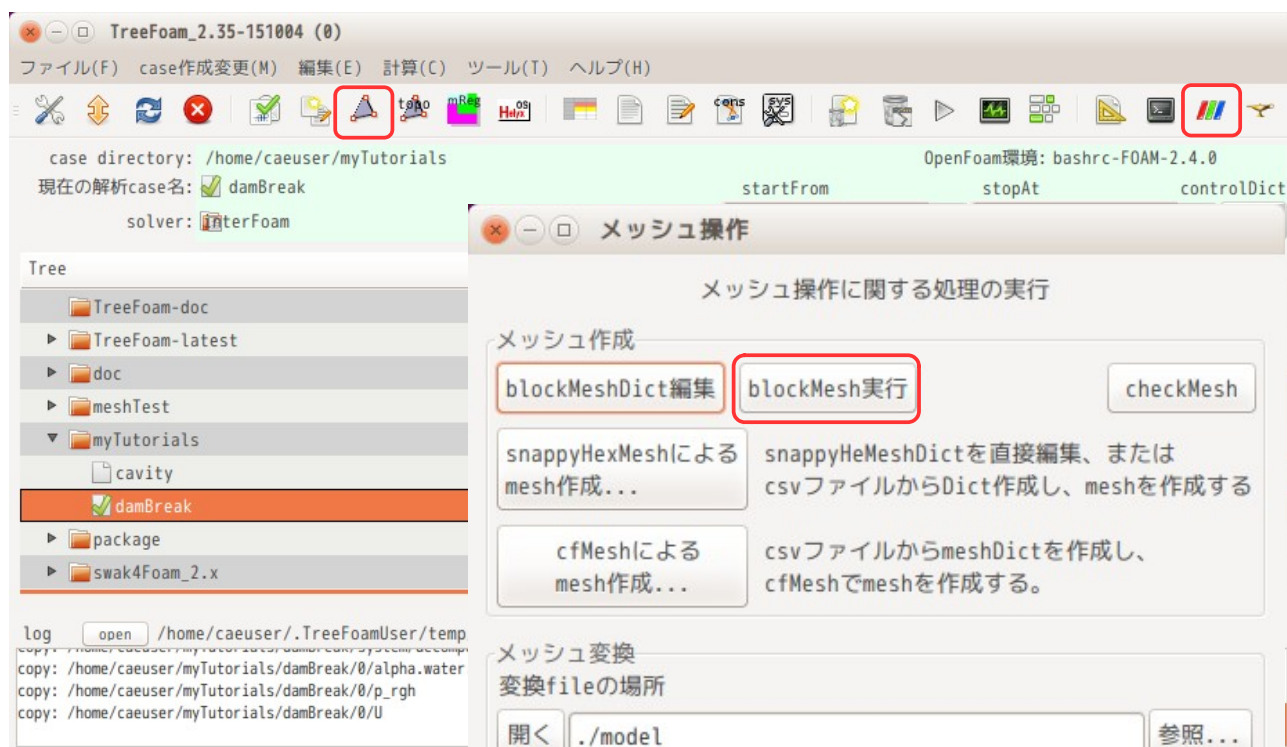 TreeFoam_2.35-151004 (0)
ファイル(F) case作成変更(M) 編集(E) 計算(C) ツール(T) ヘルプ(H)
topo mReg OS Helyx cons sys
case directory: /home/caeuser/myTutorials OpenFoam環境: bashrc-FOAM-2.4.0
現在の解析case名: damBreak startFrom stopAt controlDict
solver: interFoam
Tree
TreeFoam-doc
TreeFoam-latest
doc
meshTest
myTutorials
cavity
damBreak
package
swak4Foam_2.x
log open /home/caeuser/.TreeFoamUser/temp
copy: /home/caeuser/myTutorials/damBreak/system/decomp
copy: /home/caeuser/myTutorials/damBreak/0/alpha.water
copy: /home/caeuser/myTutorials/damBreak/0/p_rgh
copy: /home/caeuser/myTutorials/damBreak/0/U
メッシュ操作
メッシュ操作に関する処理の実行
メッシュ作成
blockMeshDict編集 blockMesh実行 checkMesh
snappyHexMeshによる
mesh作成...
snappyHeMeshDictを直接編集、または
csvファイルからDict作成し、meshを作成する
cfMeshによる
mesh作成...
csvファイルからmeshDictを作成し、
cfMeshでmeshを作成する。
メッシュ変換
変換fileの場所
開く ./model 参照...